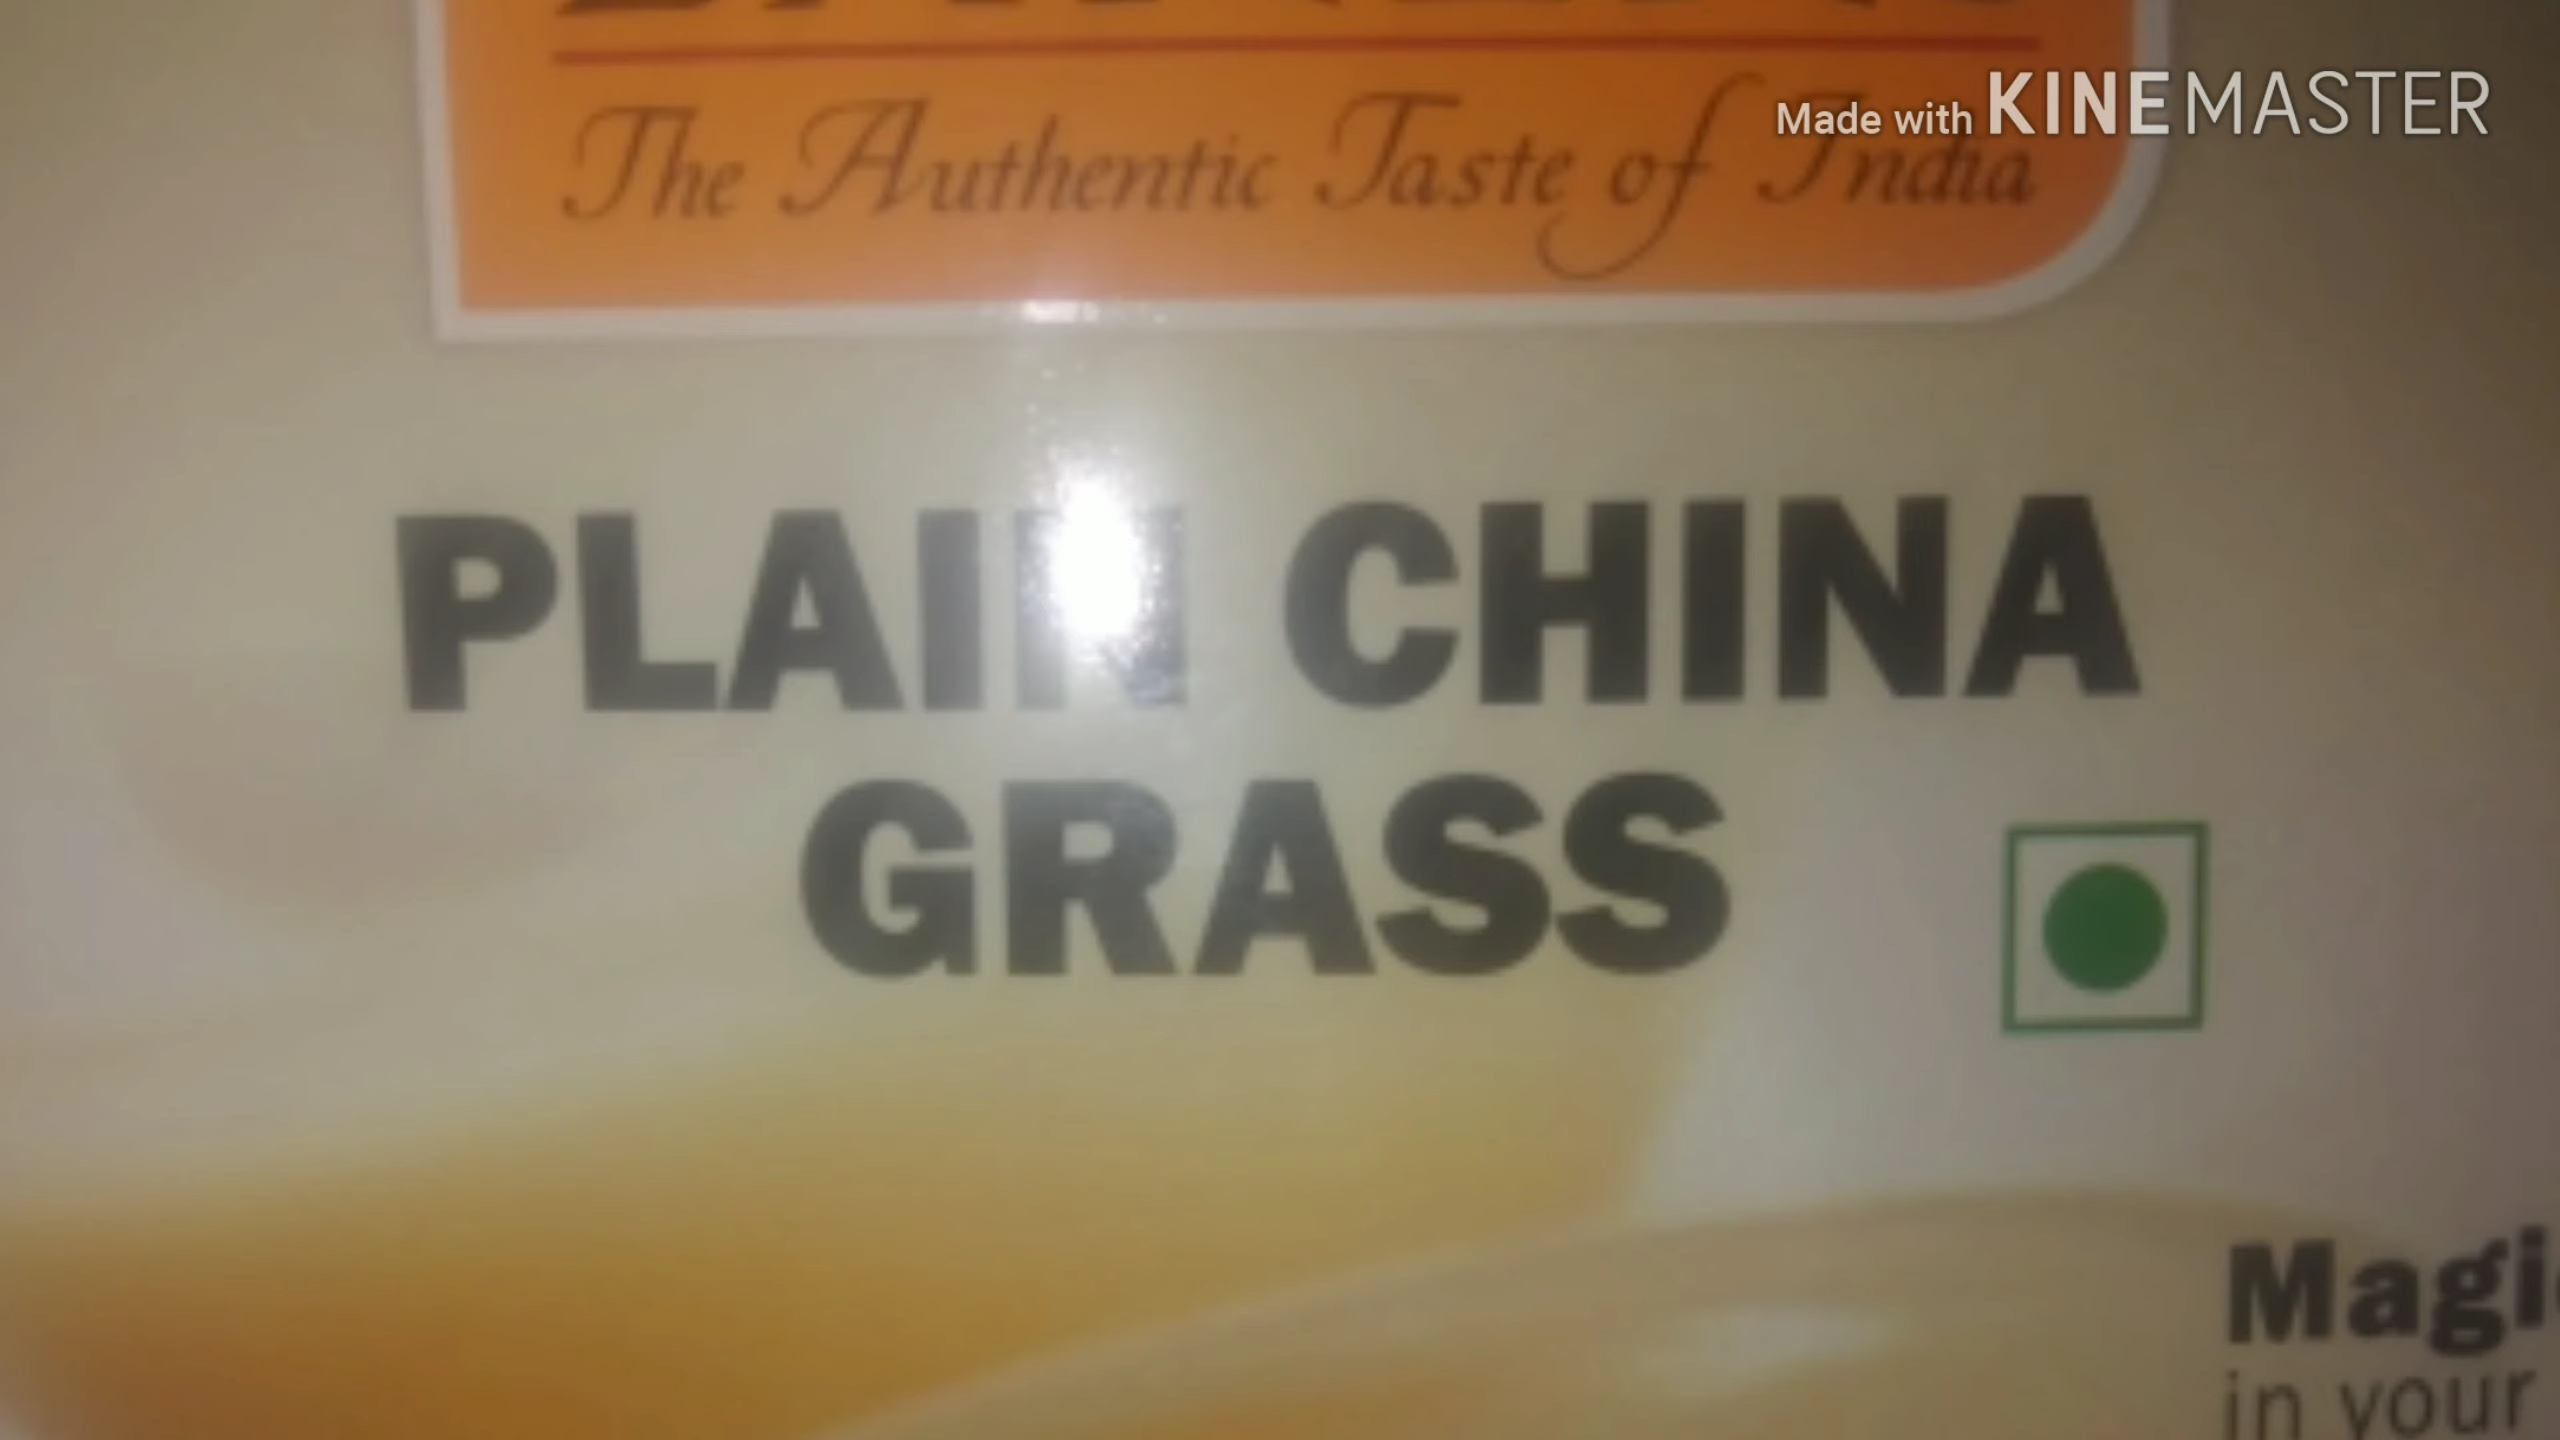 The Authentic Taste of India
Made with KINEMASTER
PLAIN CHINA
GRASS
in your